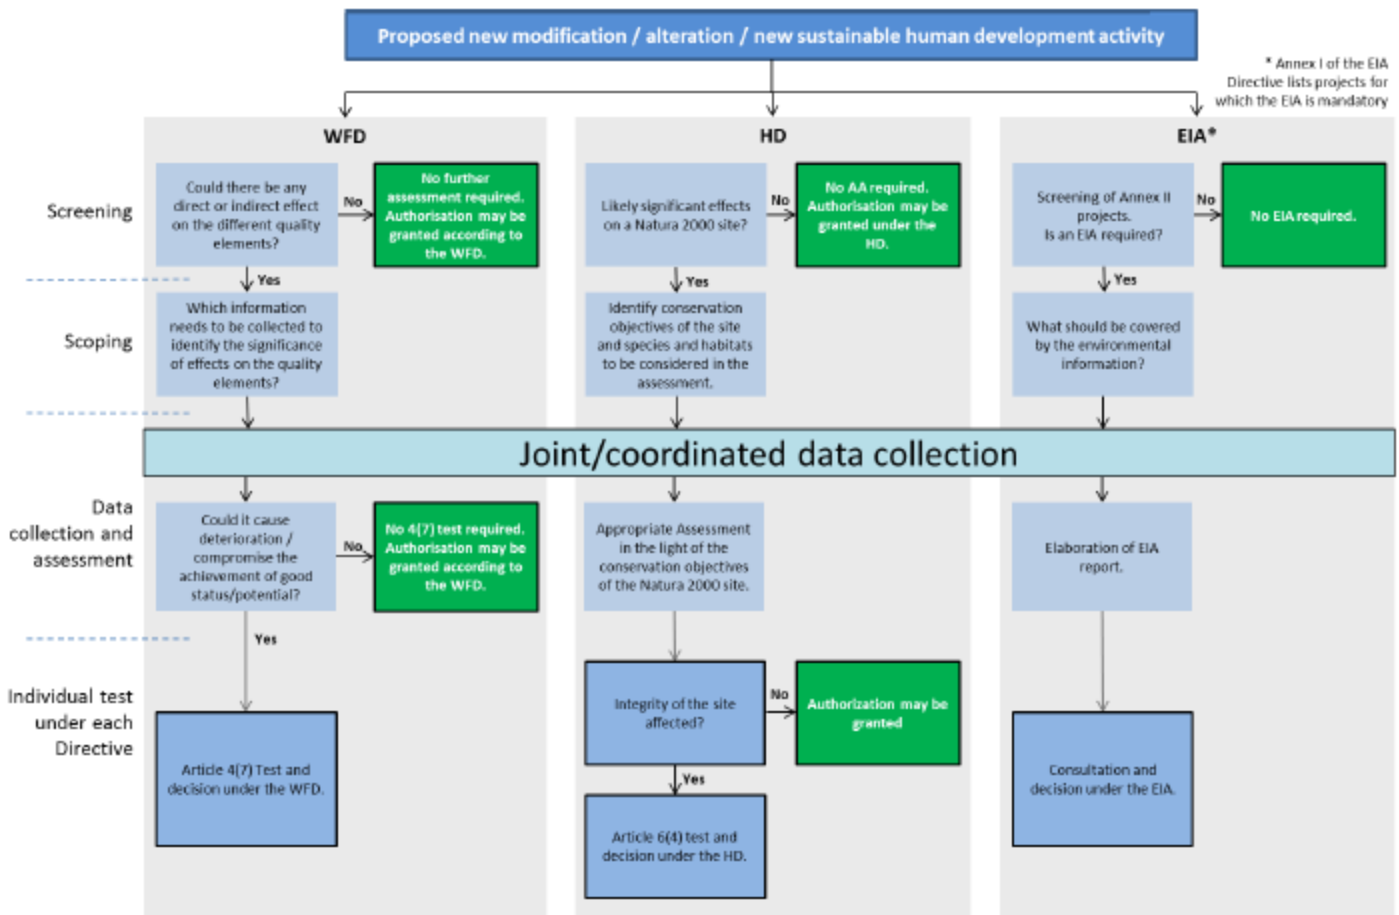 Proposed new modification / alteration / new sustainable human development activity
* Annex I of the EIA
Directive lists projects for
which the EIA is mandatory
WFD
HD
EIA*
Screening
Could there be any
direct or indirect effect
on the different quality
elements?
No
No further
assessment required.
Authorisation may be
granted according to
the WFD.
Likely significant effects
on a Natura 2000 site?
No
No AA required.
Authorisation may be
granted under the
HD.
Screening of Annex II
projects.
Is an EIA required?
No
No EIA required.
Yes
Yes
Yes
Scoping
Which information
needs to be collected to
identify the significance
of effects on the quality
elements?
Identify conservation
objectives of the site
and species and habitats
to be considered in the
assessment.
What should be covered
by the environmental
information?
Joint/coordinated data collection
Data
collection and
assessment
Could it cause
deterioration /
compromise the
achievement of good
status/potential?
No
No 4(7) test required.
Authorisation may be
granted according to
the WFD.
Appropriate Assessment
in the light of the
conservation objectives
of the Natura 2000 site.
Elaboration of EIA
report.
Yes
Individual test
under each
Directive
Article 4(7) Test and
decision under the WFD.
Integrity of the site
affected?
No
Authorization may be
granted
Yes
Article 6(4) test and
decision under the HD.
Consultation and
decision under the EIA.